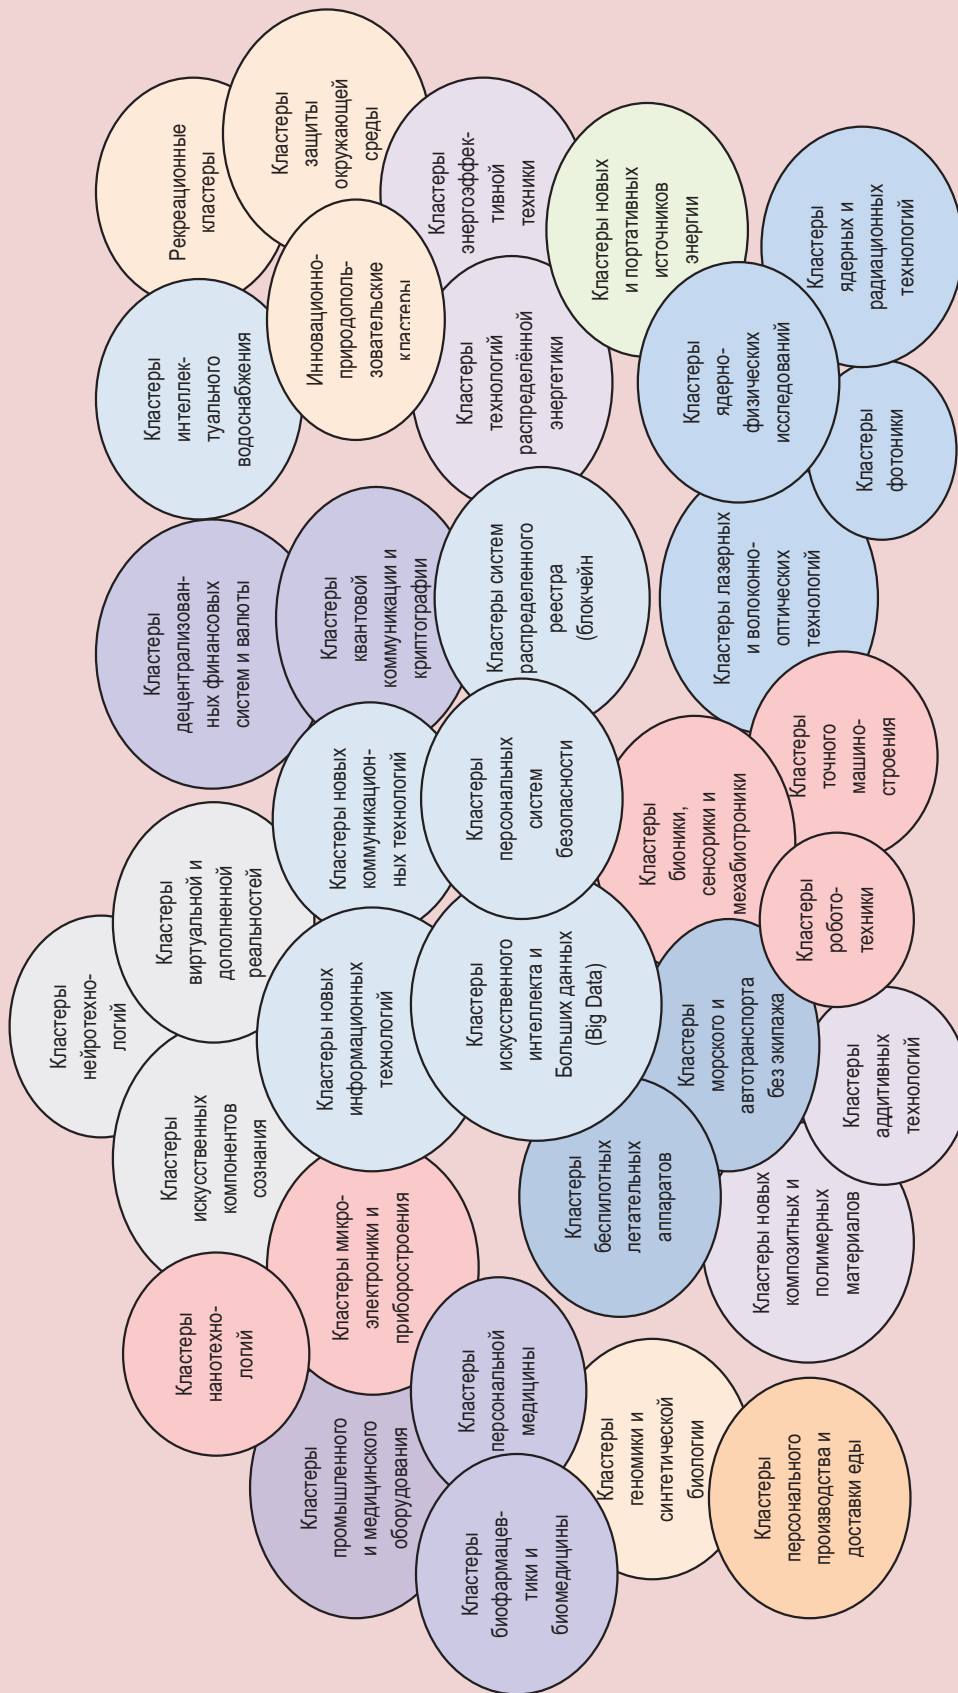 Кластеры
нейротехно-
логий
Кластеры
искусственных
компонентов
сознания
Кластеры
виртуальной и
дополненной
реальностей
Кластеры
децентрализован-
ных финансовых
систем и валюты
Кластеры
интеллек-
туального
водоснабжения
Рекреационные
кластеры
Кластеры
защиты
окружающей
среды
Кластеры
нанотехно-
логий
Кластеры микро-
электроники и
приборостроения
Кластеры новых
информационных
технологий
Кластеры новых
коммуникацион-
ных технологий
Кластеры
квантовой
коммуникации и
криптографии
Инновационно-
природополь-
зовательские
кластеры
Кластеры
энергоэффек-
тивной
техники
Кластеры
промышленного
и медицинского
оборудования
Кластеры
персональной
медицины
Кластеры
искусственного
интеллекта и
Больших данных
(Big Data)
Кластеры
персональных
систем
безопасности
Кластеры систем
распределенного
реестра
(блокчейн)
Кластеры
технологий
распределённой
энергетики
Кластеры новых
и портативных
источников
энергии
Кластеры
биофармацев-
тики и
биомедицины
Кластеры
геномики и
синтетической
биологии
Кластеры
беспилотных
летательных
аппаратов
Кластеры
морского и
автотранспорта
без экипажа
Кластеры
бионики,
сенсорики и
мехабиотроники
Кластеры лазерных
и волоконно-
оптических
технологий
Кластеры
ядерно-
физических
исследований
Кластеры
ядерных и
радиационных
технологий
Кластеры
персонального
производства и
доставки еды
Кластеры новых
композитных и
полимерных
материалов
Кластеры
аддитивных
технологий
Кластеры
робото-
техники
Кластеры
точного
машино-
строения
Кластеры
фотоники